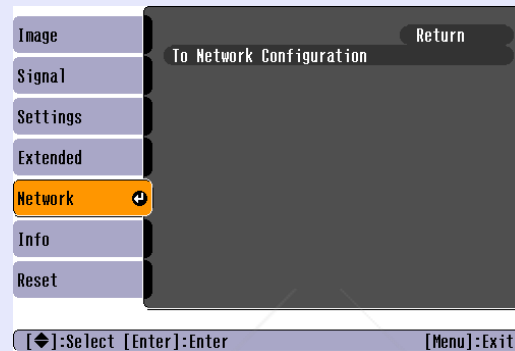 Image
Signal
Settings
Extended
Network
Info
Reset
Return
To Network Configuration
[◆]:Select [Enter]:Enter [Menu]:Exit